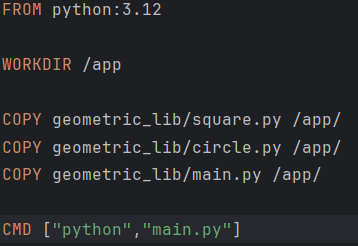 FROM python:3.12
WORKDIR /app
COPY geometric_lib/square.py /app/
COPY geometric_lib/circle.py /app/
COPY geometric_lib/main.py /app/
CMD ["python","main.py"]